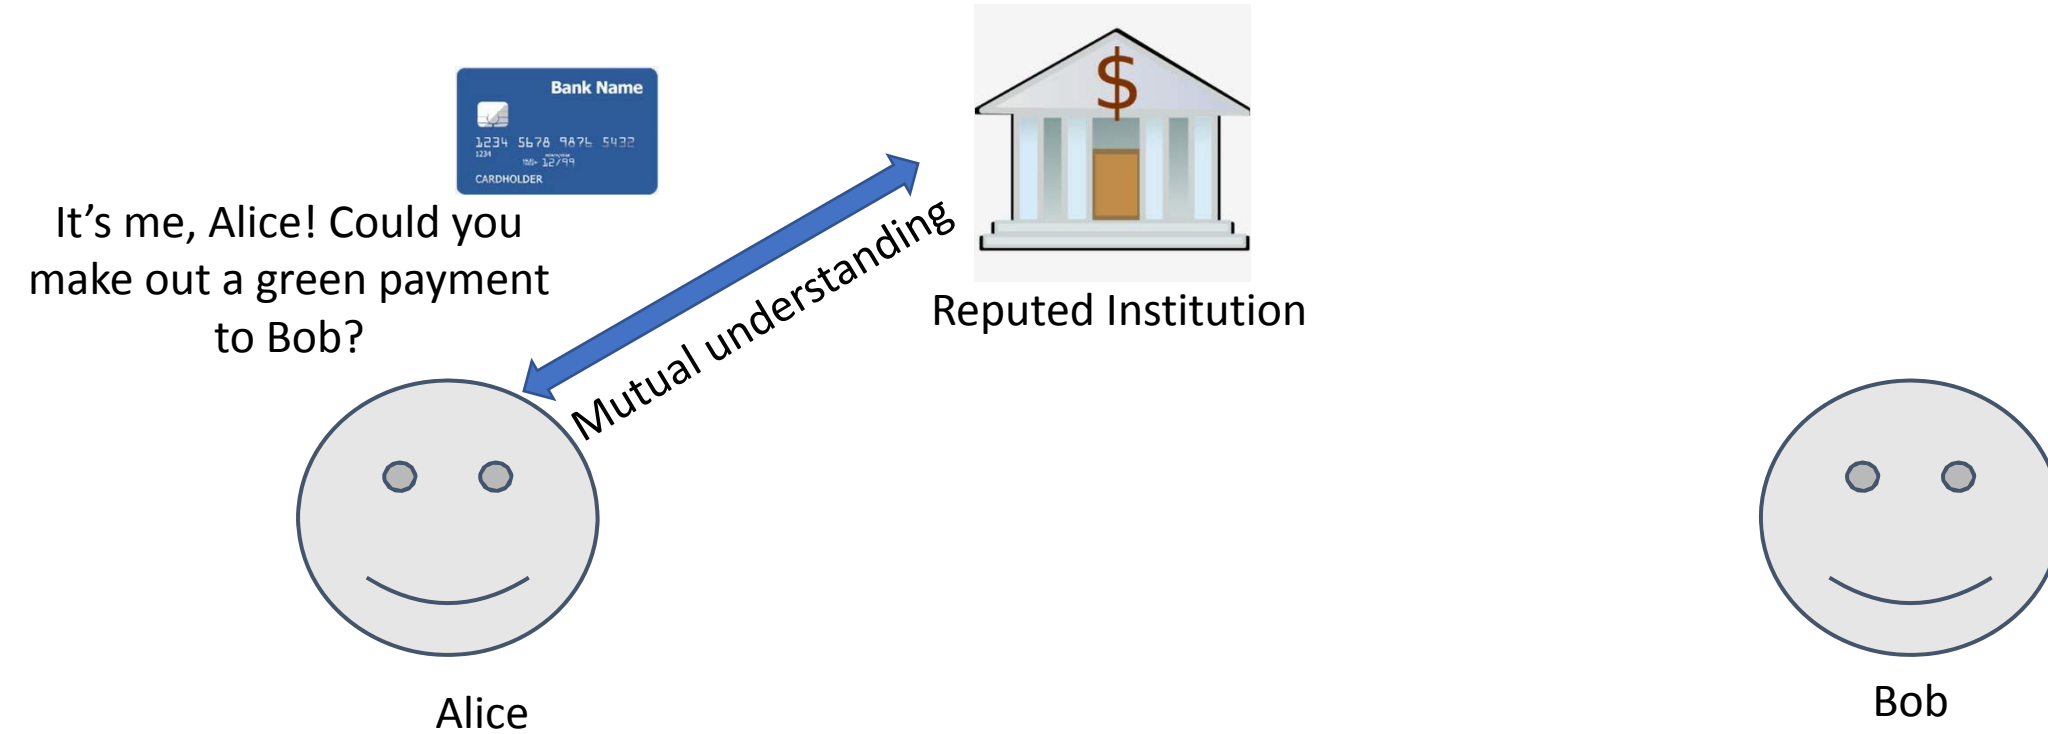 Bank Name
1234 5678 9876 5432
1234
12/99
CARDHOLDER
It's me, Alice! Could you
make out a green payment
to Bob?
Mutual understanding
Reputed Institution
Alice
Bob